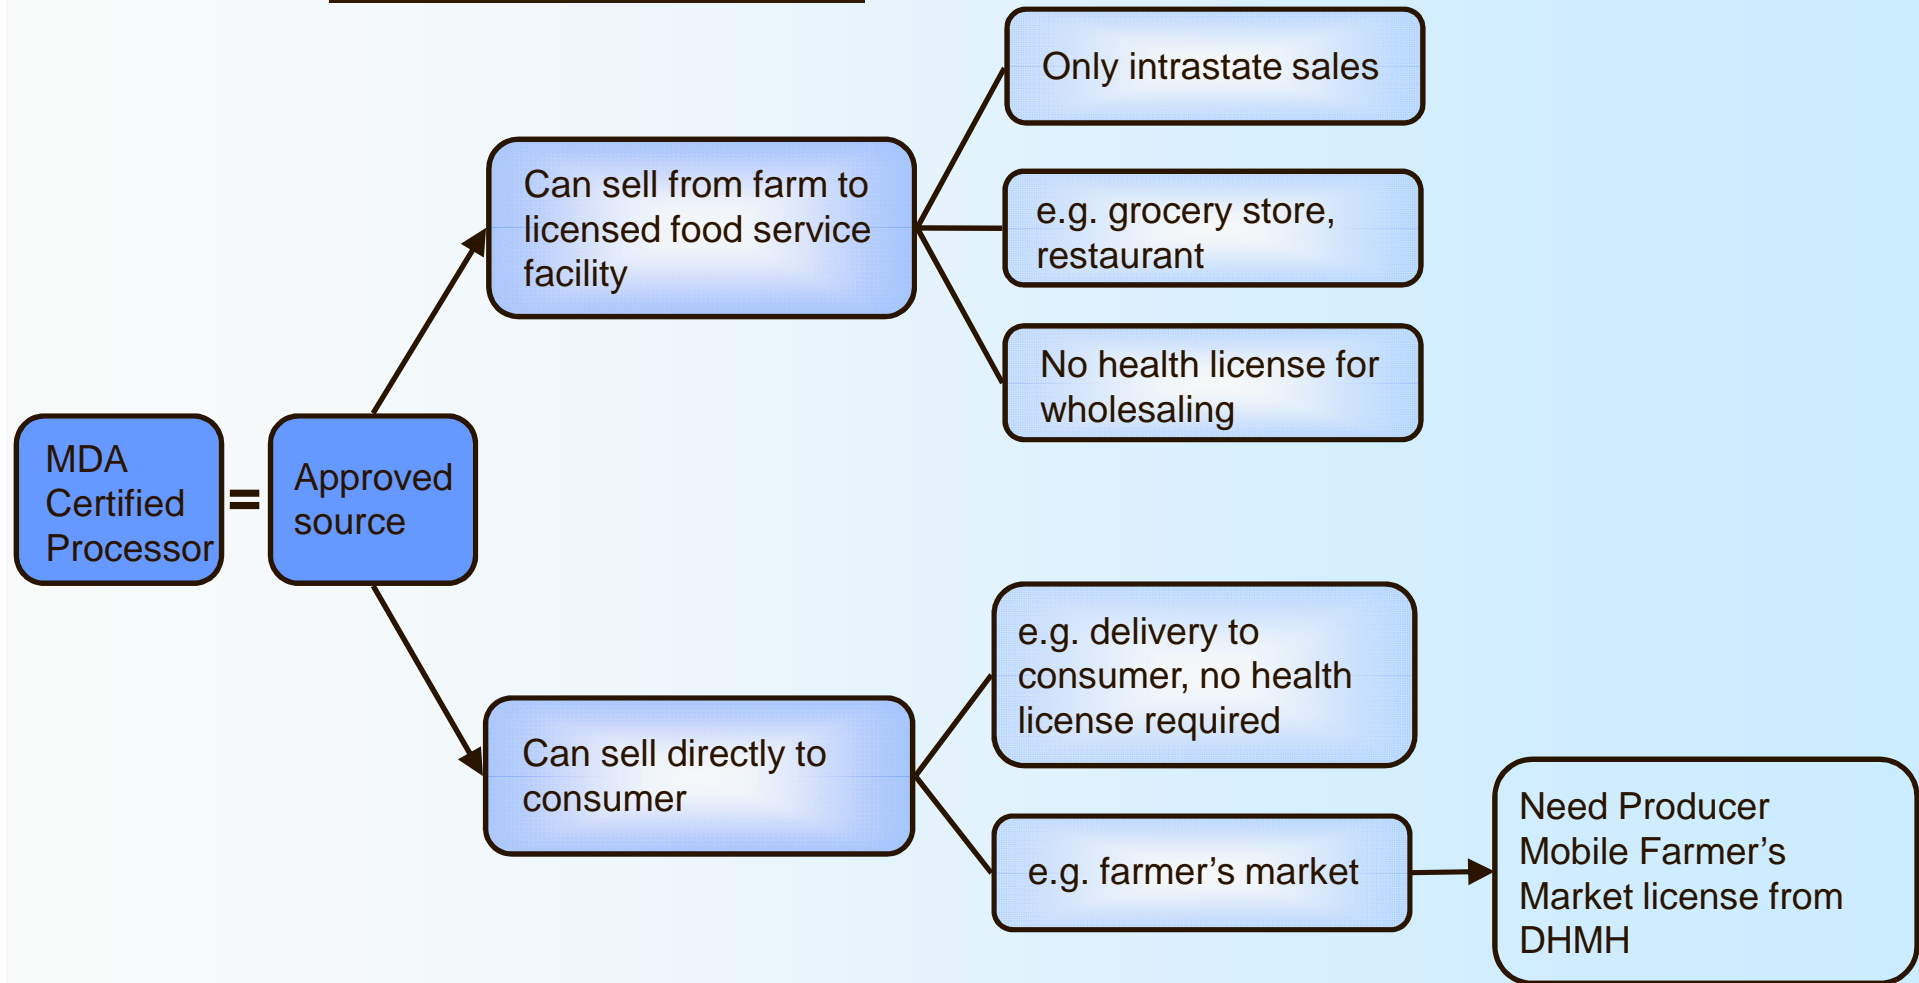 Only intrastate sales
Can sell from farm to
licensed food service
facility
e.g. grocery store,
restaurant
No health license for
wholesaling
MDA
Certified
Processor
=
Approved
source
e.g. delivery to
consumer, no health
license required
Can sell directly to
consumer
e.g. farmer’s market
Need Producer
Mobile Farmer’s
Market license from
DHMH